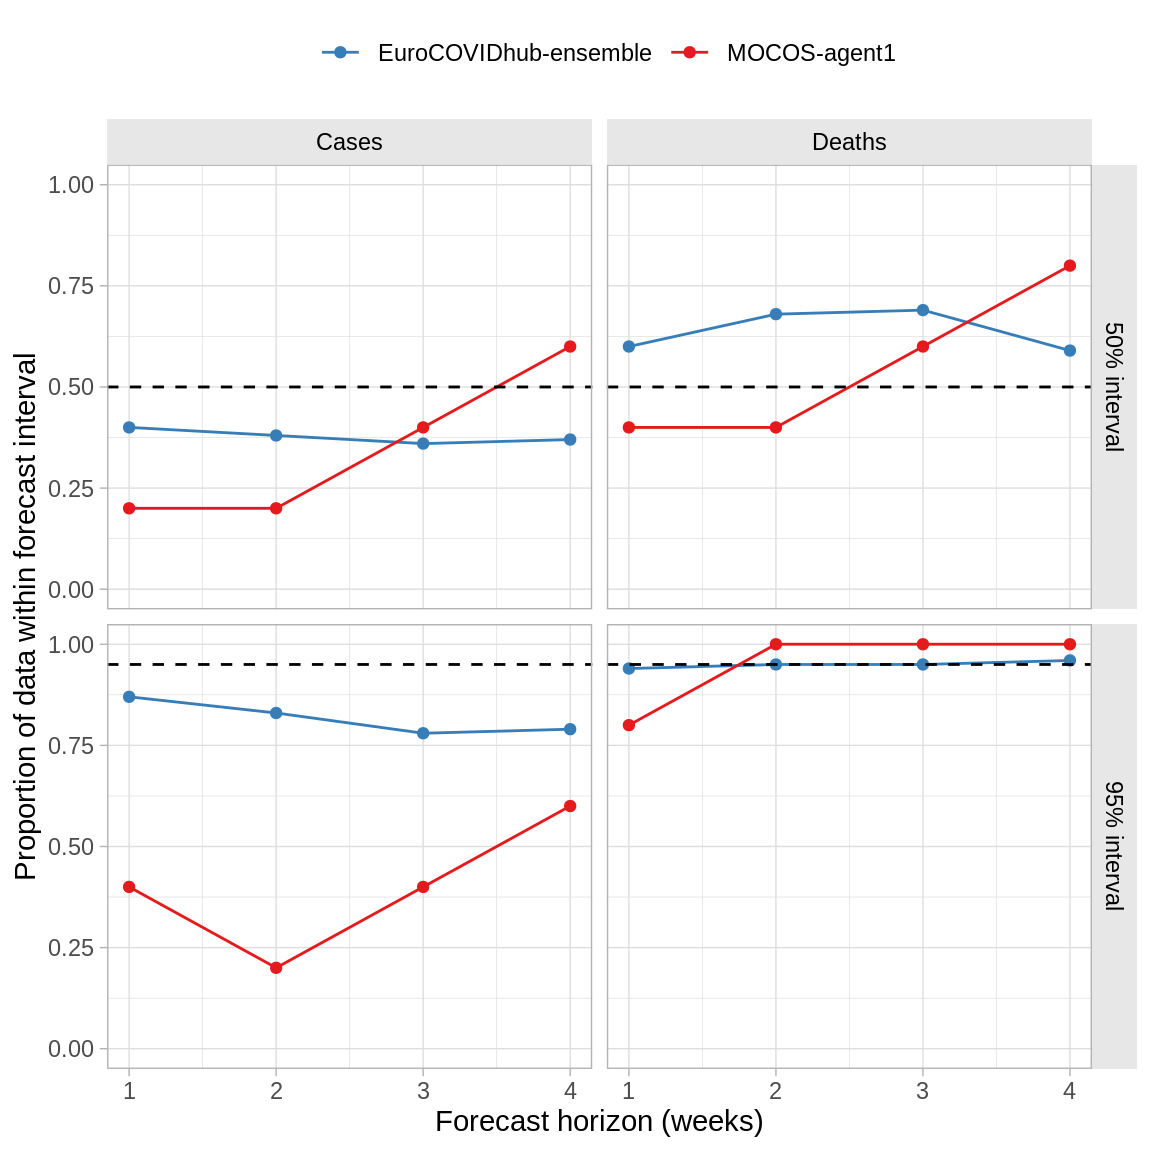 EuroCOVIDhub-ensemble MOCOS-agent1
Cases Deaths
1.00
0.75
0.50
0.25
0.00
50% interval
1.00
0.75
0.50
0.25
0.00
95% interval
1 2 3 4 1 2 3 4
Forecast horizon (weeks)
Proportion of data within forecast interval